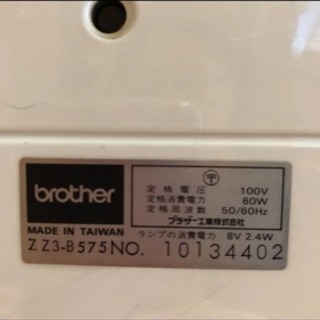 brother
定格電圧 100V
定格消費電力 60W
定格周波数 50/60Hz
ブラザー工業株式会社
MADE IN TAIWAN ランプの消費電力 8V 2.4W
ZZ3-B575 NO. 10134402